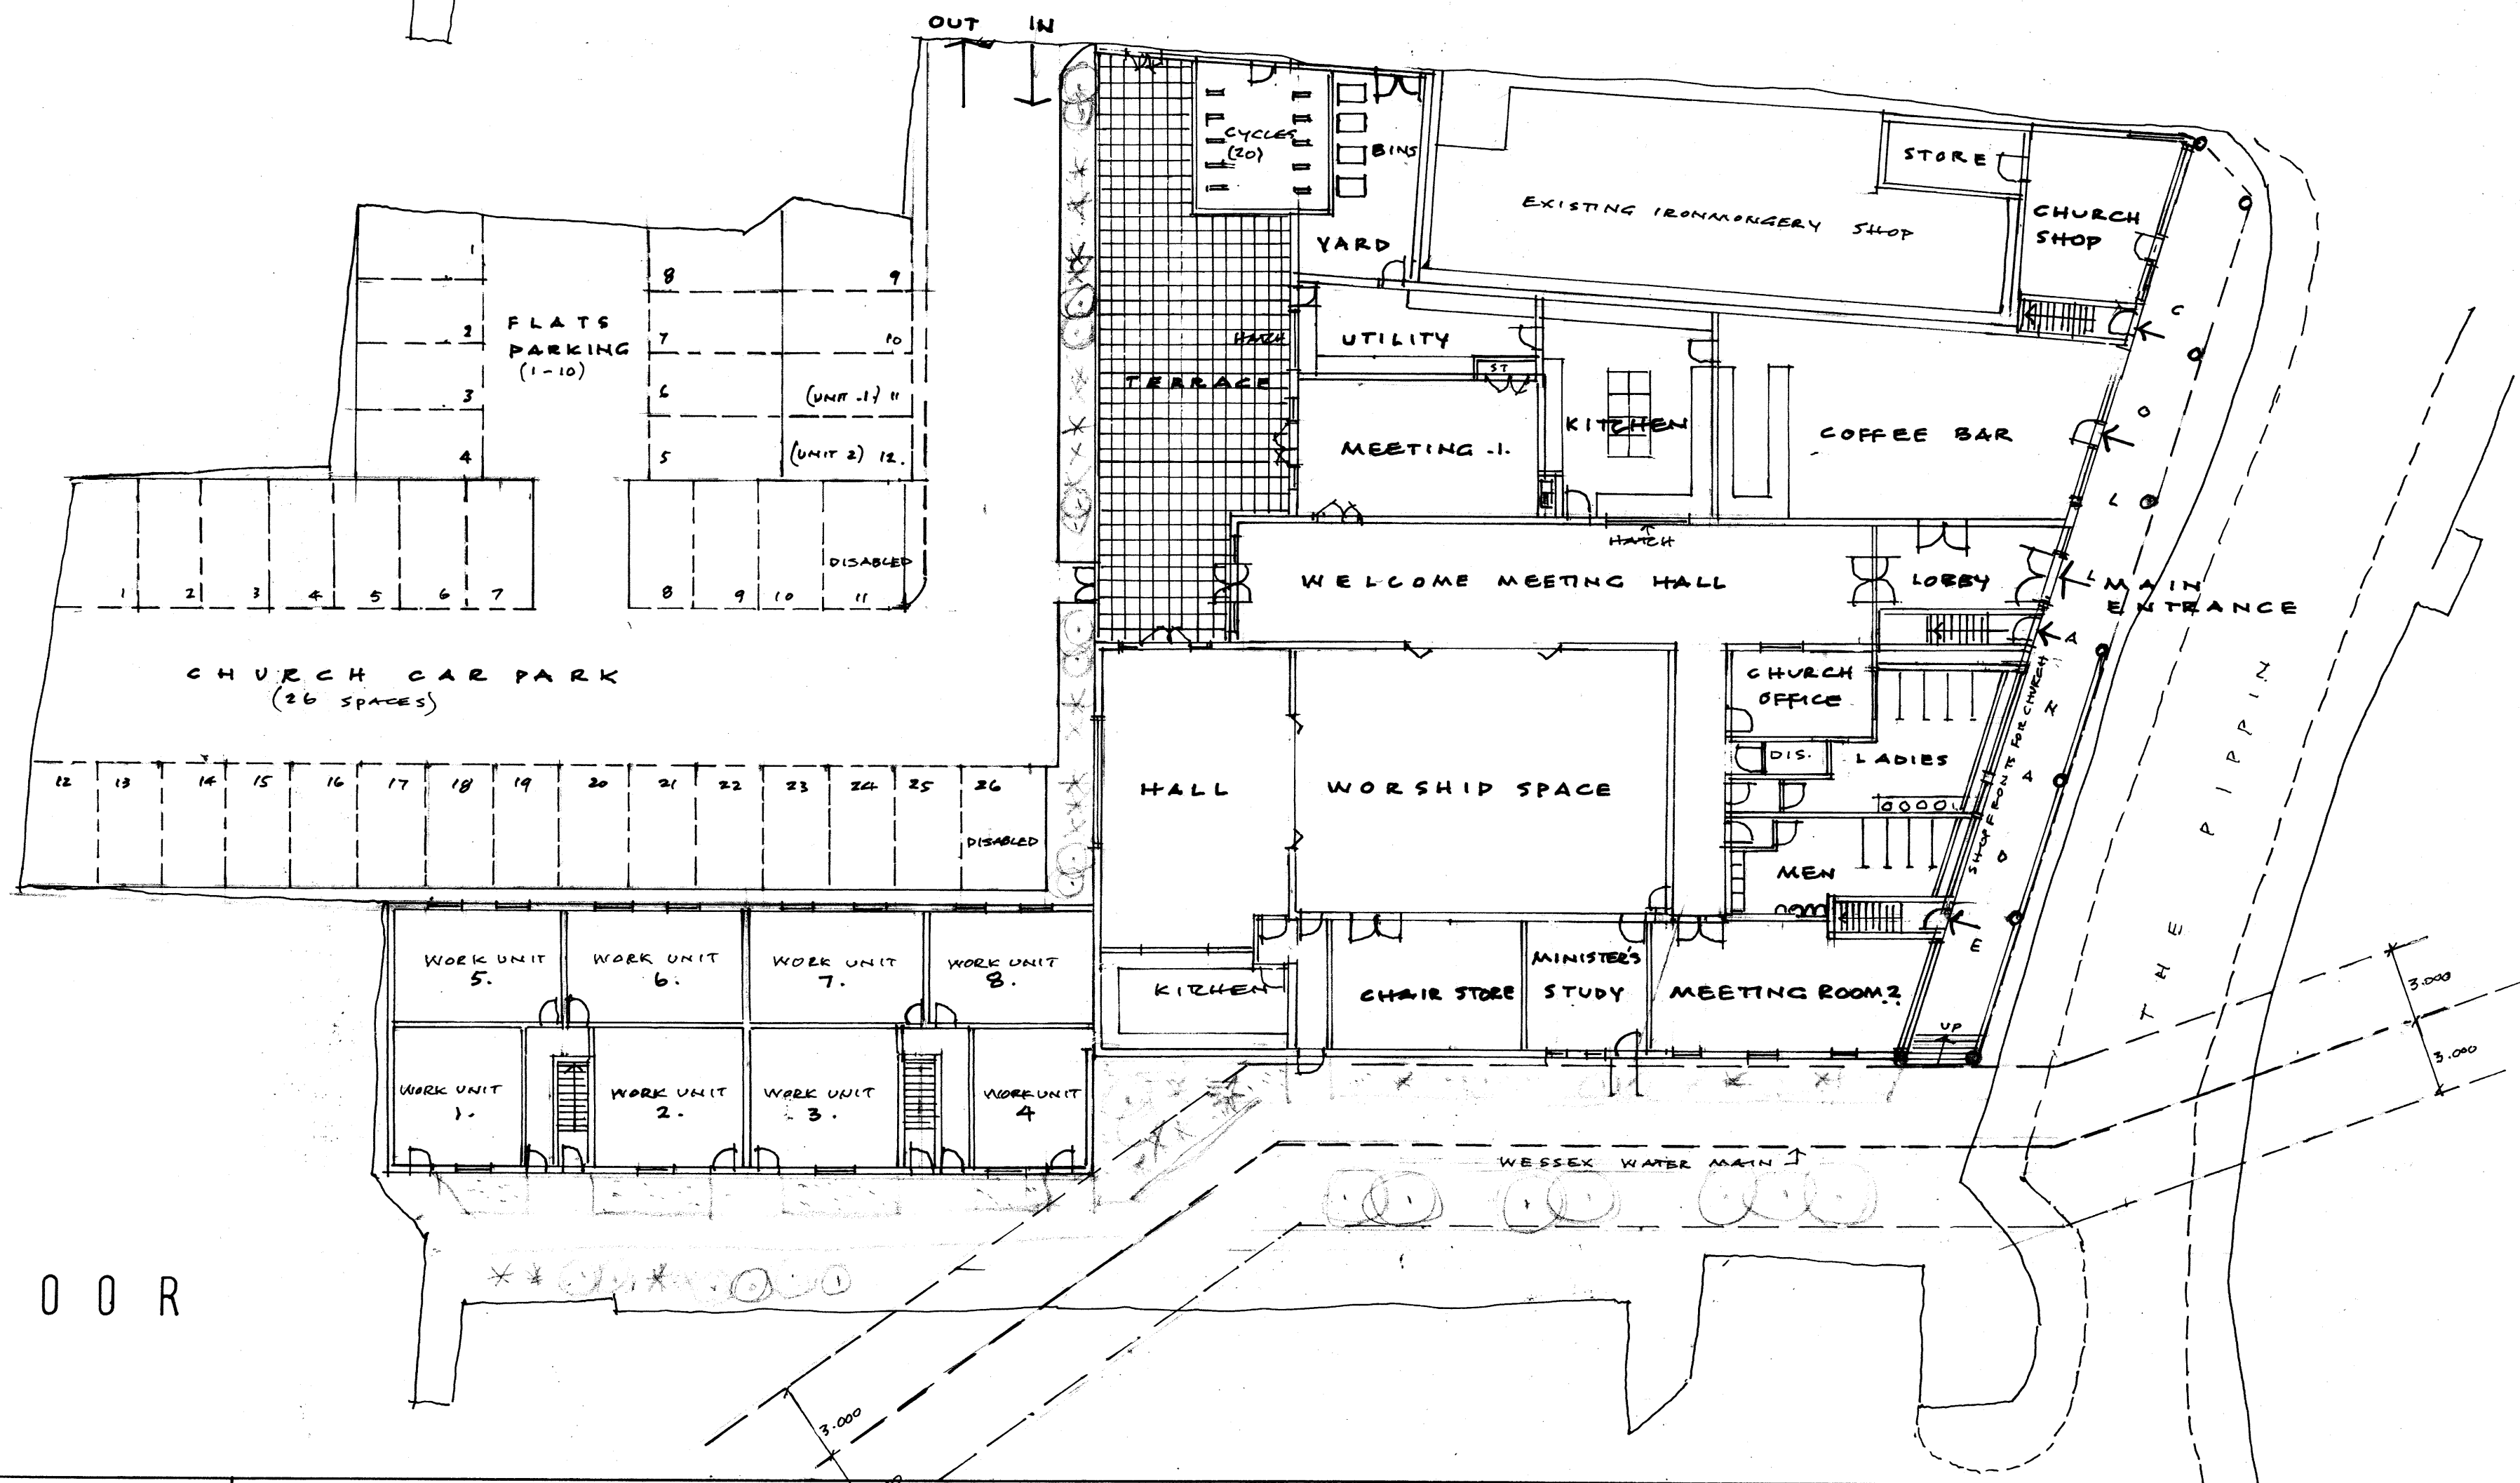 OUT IN
CYCLES
(20)
BINS
YARD
STORE
EXISTING IRONMONGERY SHOP
CHURCH
SHOP
1
2
3
4
FLATS
PARKING
(1-10)
8
7
6
5
9
10
(UNIT 1) 11
(UNIT 2) 12.
HATCH
UTILITY
ST
TERRACE
MEETING 1.
KITCHEN
COFFEE BAR
HATCH
WELCOME MEETING HALL
LOBBY
MAIN
ENTRANCE
COLONNADE
DISABLED
1 2 3 4 5 6 7
8 9 10 11
CHURCH CAR PARK
(26 SPACES)
12 13 14 15 16 17 18 19 20 21 22 23 24 25 26
DISABLED
HALL
WORSHIP SPACE
CHURCH
OFFICE
DIS.
LADIES
MEN
SHOP FRONTS FOR CHURCH
THE PIPPIN
WORK UNIT
5.
WORK UNIT
6.
WORK UNIT
7.
WORK UNIT
8.
KITCHEN
CHAIR STORE
MINISTER'S
STUDY
MEETING ROOM 2
UP
3.000
3.000
WORK UNIT
1.
WORK UNIT
2.
WORK UNIT
3.
WORK UNIT
4
WESSEX WATER MAIN
OOR
3.000